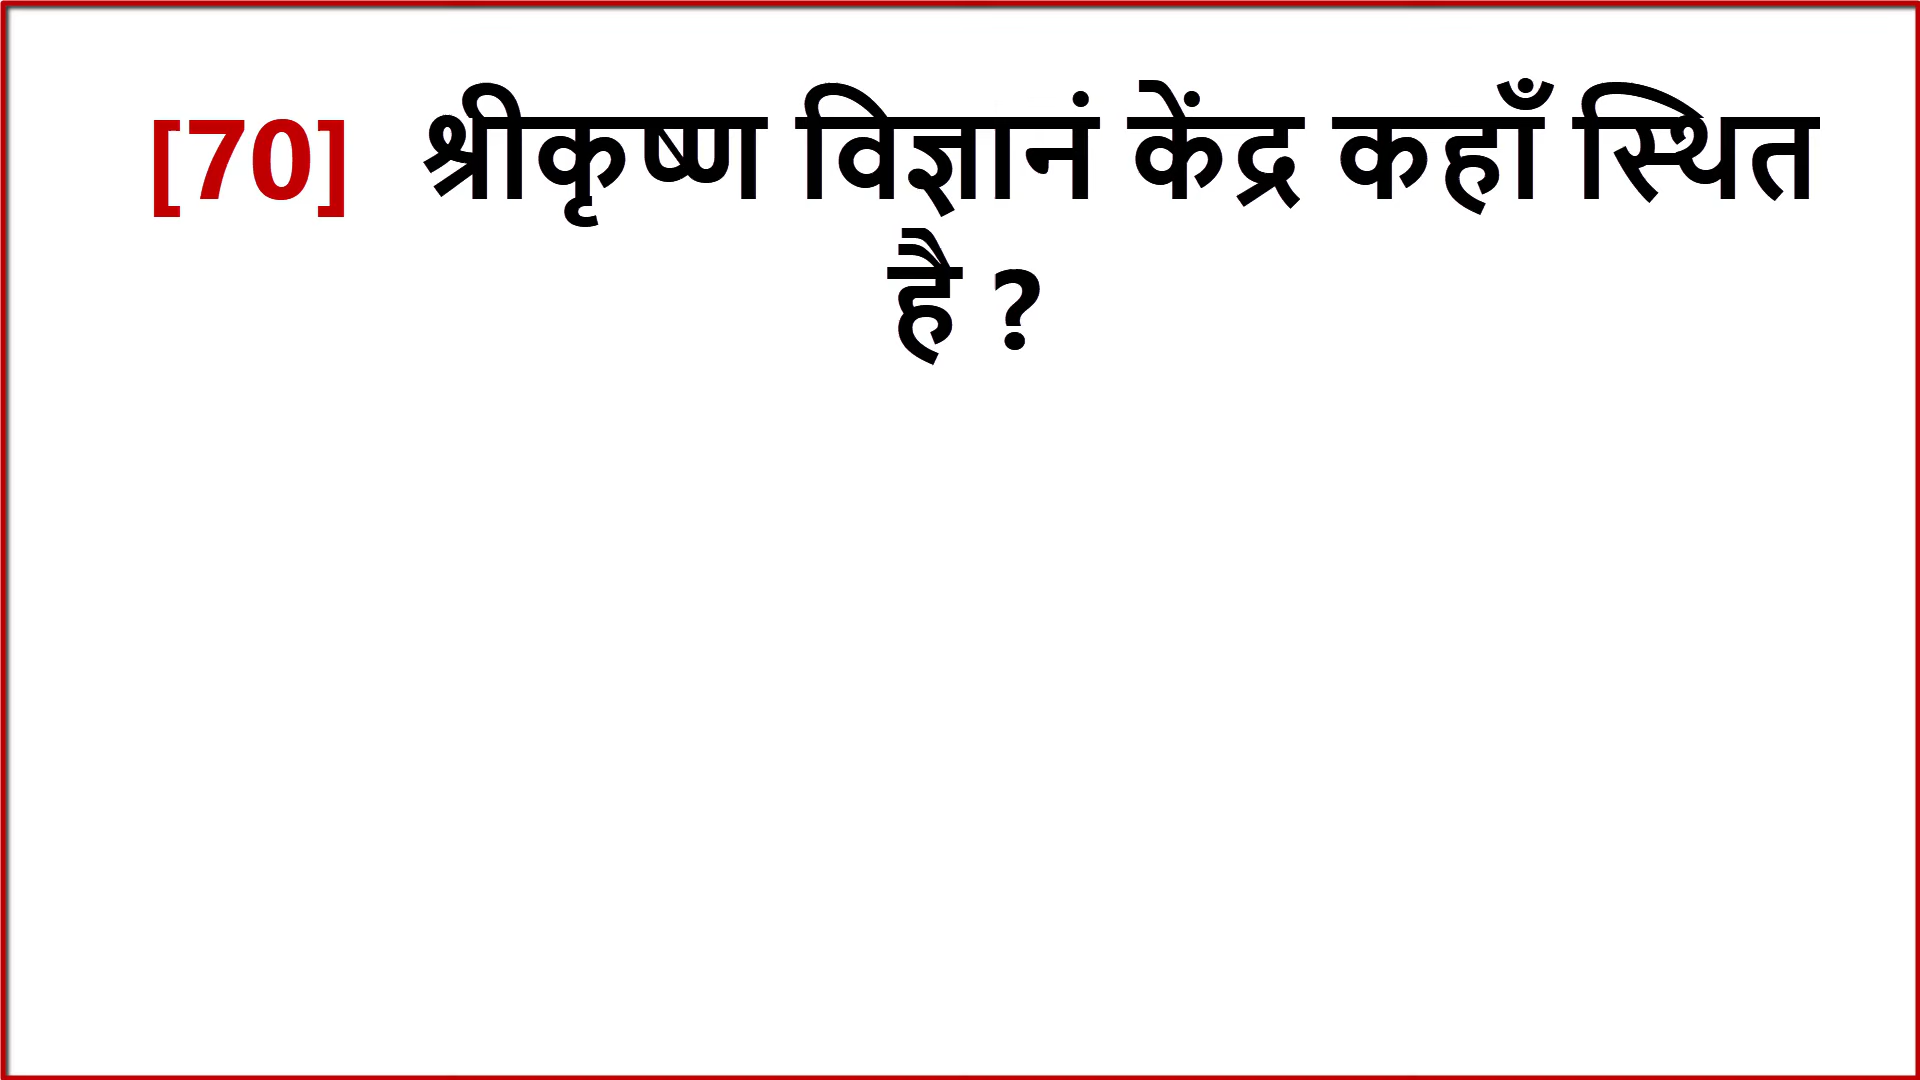 [70] श्रीकृष्ण विज्ञानं केंद्र कहाँ स्थित
है ?